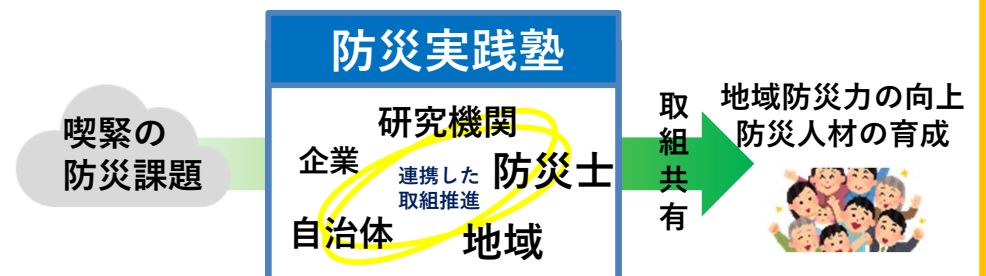 防災実践塾
喫緊の
防災課題
研究機関
企業
連携した
取組推進
防災士
自治体
地域
取組共有
地域防災力の向上
防災人材の育成